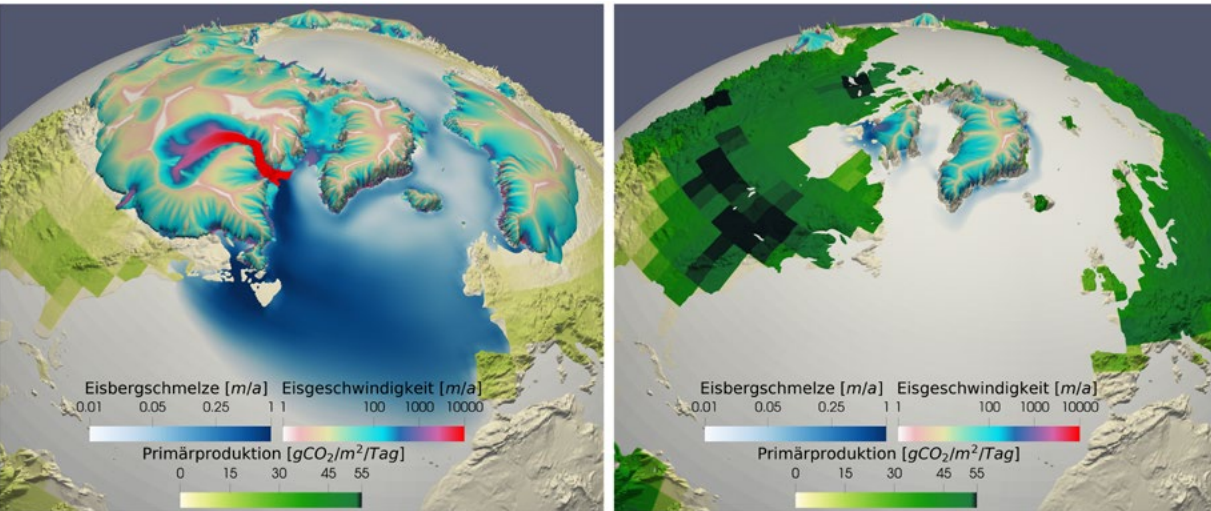 Eisbergschmelze [m/a] Eisgeschwindigkeit [m/a]
0.01 0.05 0.25 1 1 100 1000 10000
Primärproduktion [gCO₂/m²/Tag]
0 15 30 45 55
Eisbergschmelze [m/a] Eisgeschwindigkeit [m/a]
0.01 0.05 0.25 1 1 100 1000 10000
Primärproduktion [gCO₂/m²/Tag]
0 15 30 45 55